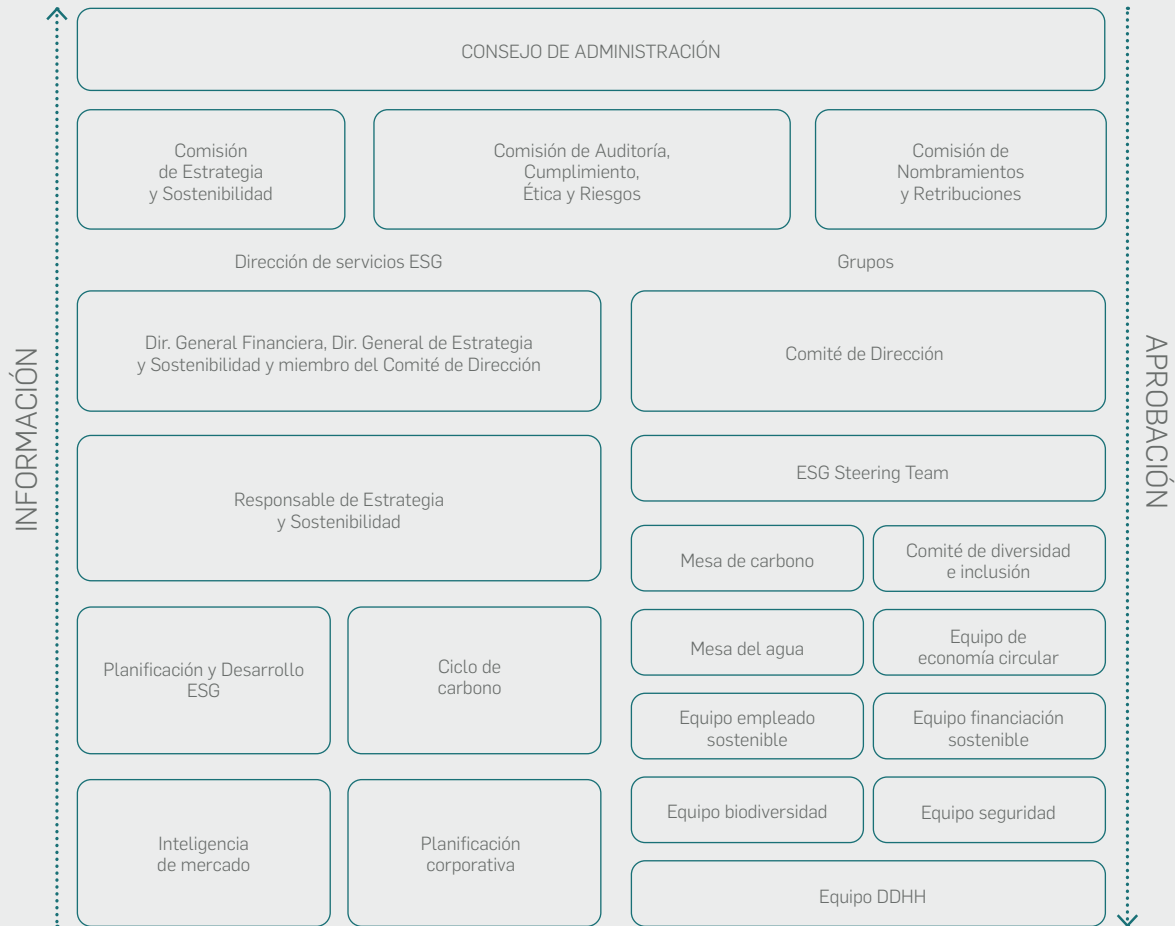 CONSEJO DE ADMINISTRACIÓN
Comisión
de Estrategia
y Sostenibilidad
Comisión de Auditoría,
Cumplimiento,
Ética y Riesgos
Comisión de
Nombramientos
y Retribuciones
Dirección de servicios ESG
Grupos
Dir. General Financiera, Dir. General de Estrategia
y Sostenibilidad y miembro del Comité de Dirección
Comité de Dirección
INFORMACIÓN
APROBACIÓN
Responsable de Estrategia
y Sostenibilidad
ESG Steering Team
Mesa de carbono
Comité de diversidad
e inclusión
Planificación y Desarrollo
ESG
Ciclo de
carbono
Mesa del agua
Equipo de
economía circular
Equipo empleado
sostenible
Equipo financiación
sostenible
Inteligencia
de mercado
Planificación
corporativa
Equipo biodiversidad
Equipo seguridad
Equipo DDHH